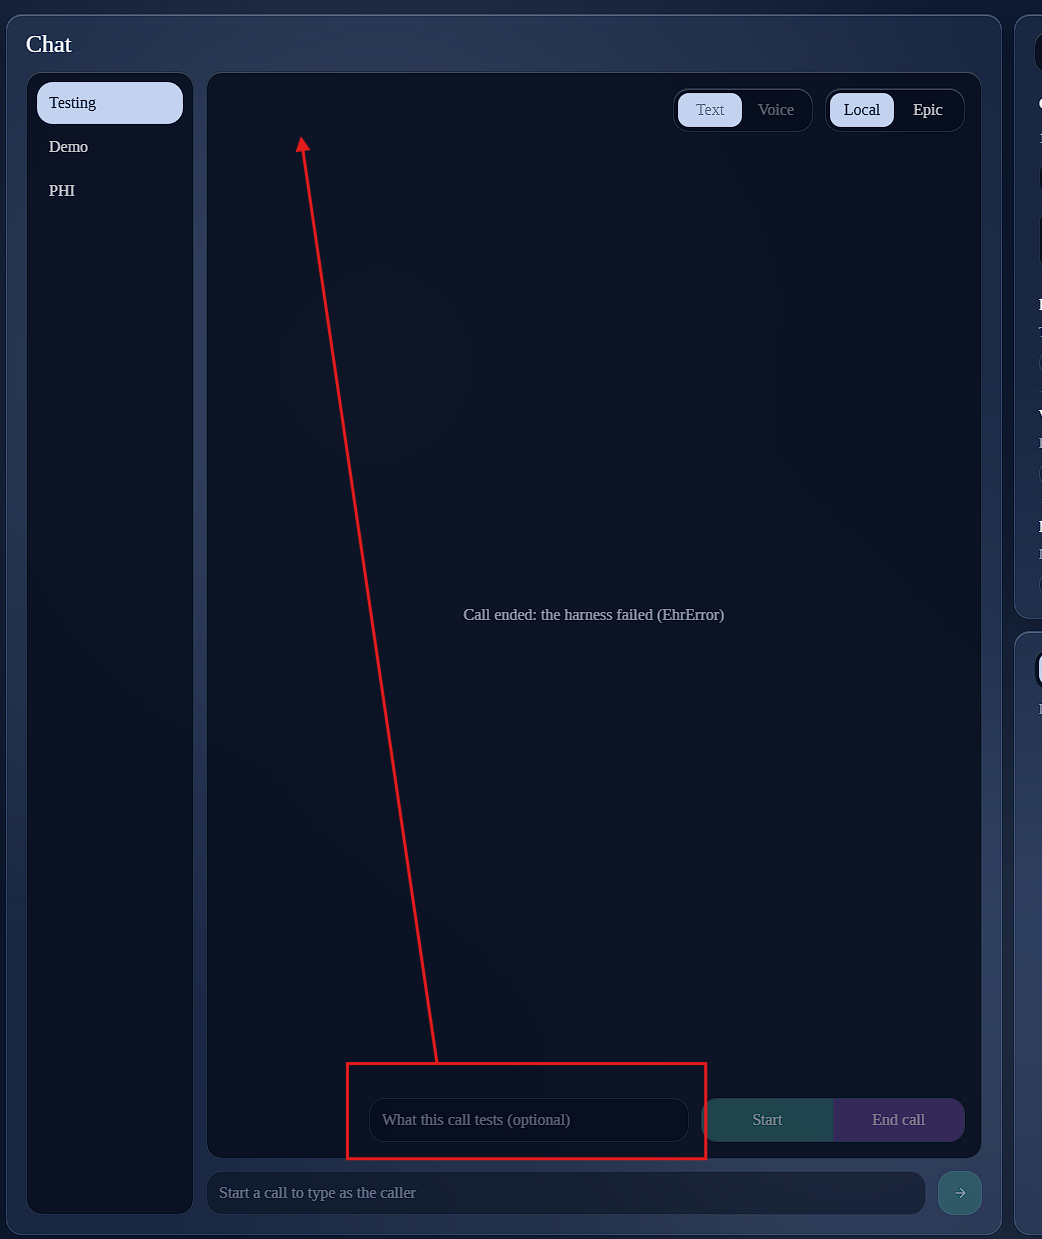 Chat
Testing
Demo
PHI
Text
Voice
Local
Epic
Call ended: the harness failed (EhrError)
What this call tests (optional)
Start
End call
Start a call to type as the caller